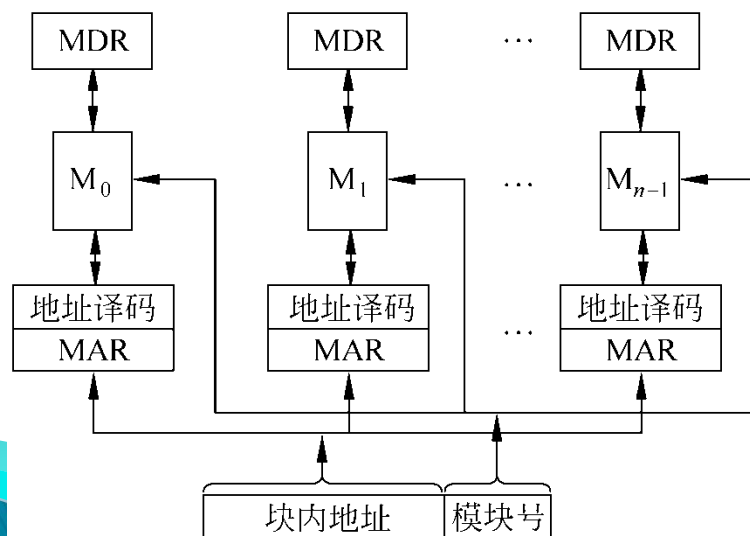 MDR MDR … MDR
M₀ M₁ … Mₙ₋₁
地址译码 地址译码 … 地址译码
MAR MAR MAR
块内地址 模块号